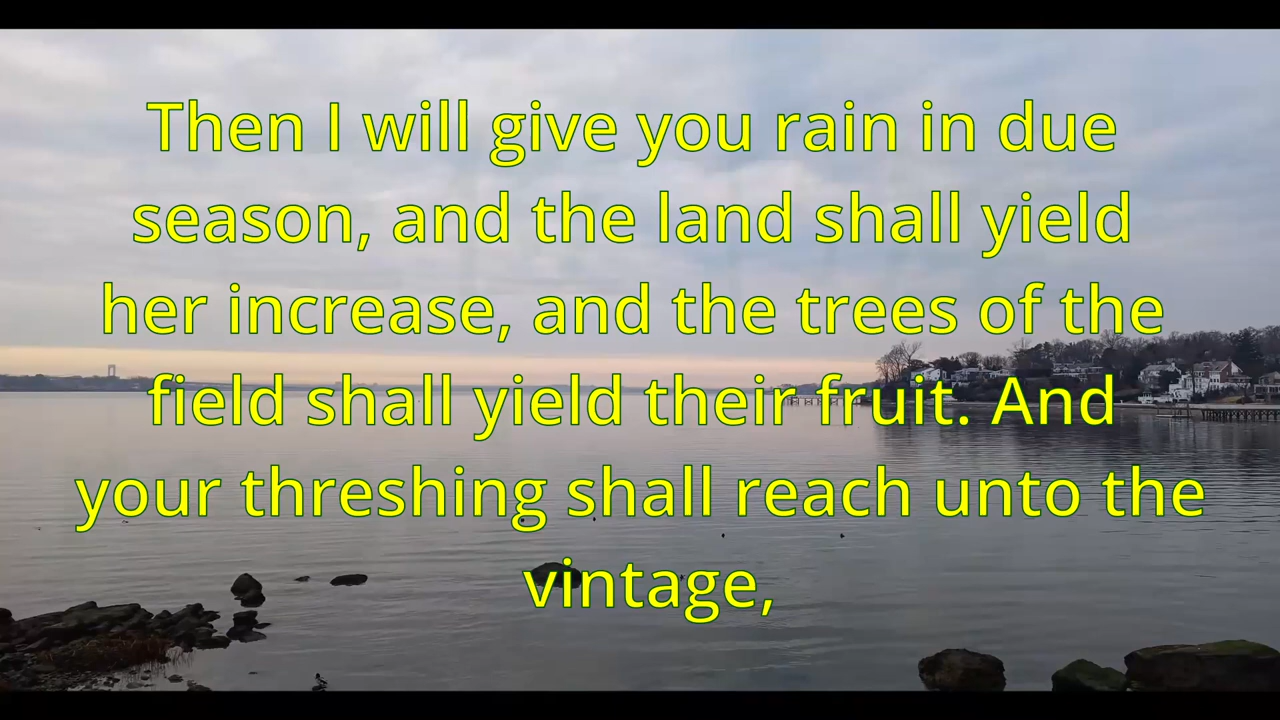 Then I will give you rain in due
season, and the land shall yield
her increase, and the trees of the
field shall yield their fruit. And
your threshing shall reach unto the
vintage,